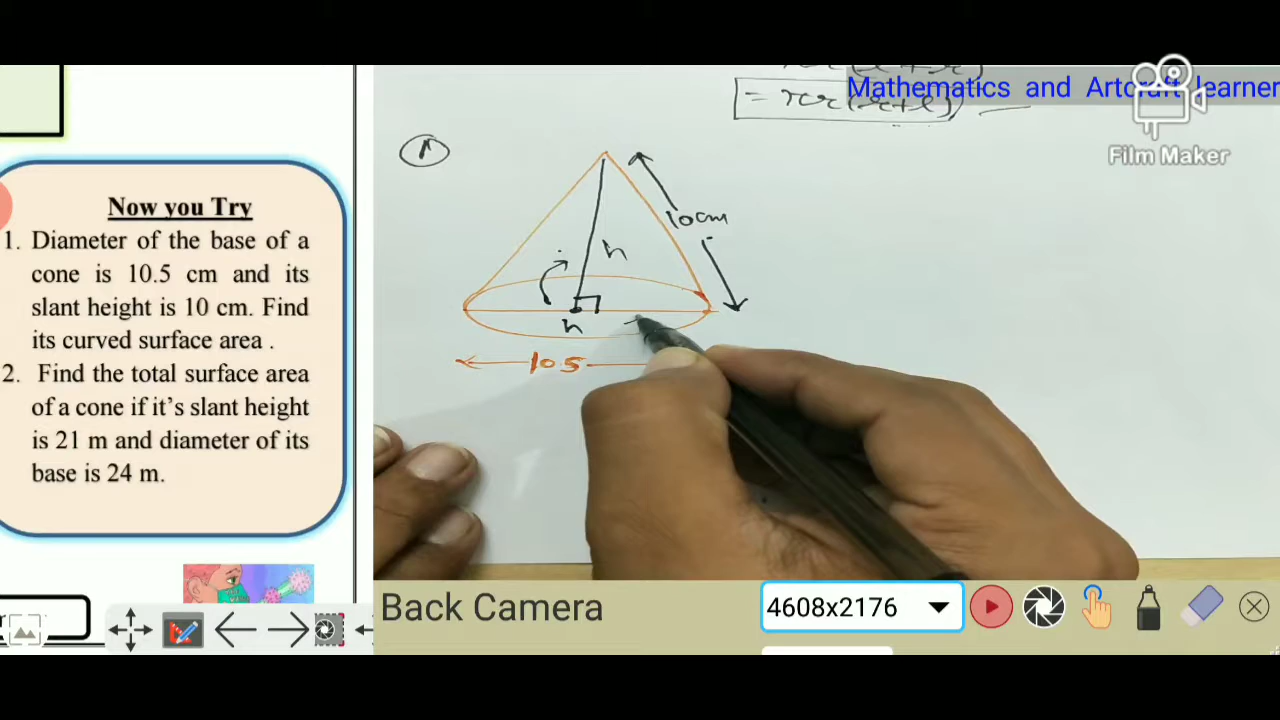 Mathematics and Artcraft learner
= πr(r+l)
Film Maker
1
Now you Try
1. Diameter of the base of a
cone is 10.5 cm and its
slant height is 10 cm. Find
its curved surface area .
2. Find the total surface area
of a cone if it's slant height
is 21 m and diameter of its
base is 24 m.
10cm
h
10.5
Back Camera
4608x2176